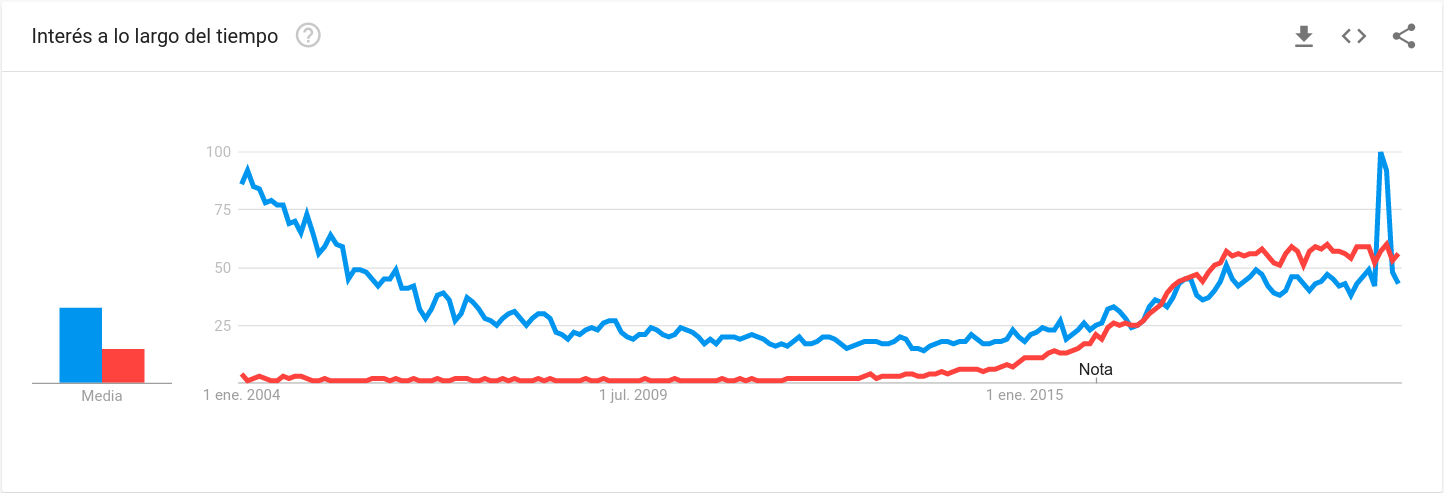 Interés a lo largo del tiempo ?
100
75
50
25
Nota
Media
1 ene. 2004
1 jul. 2009
1 ene. 2015